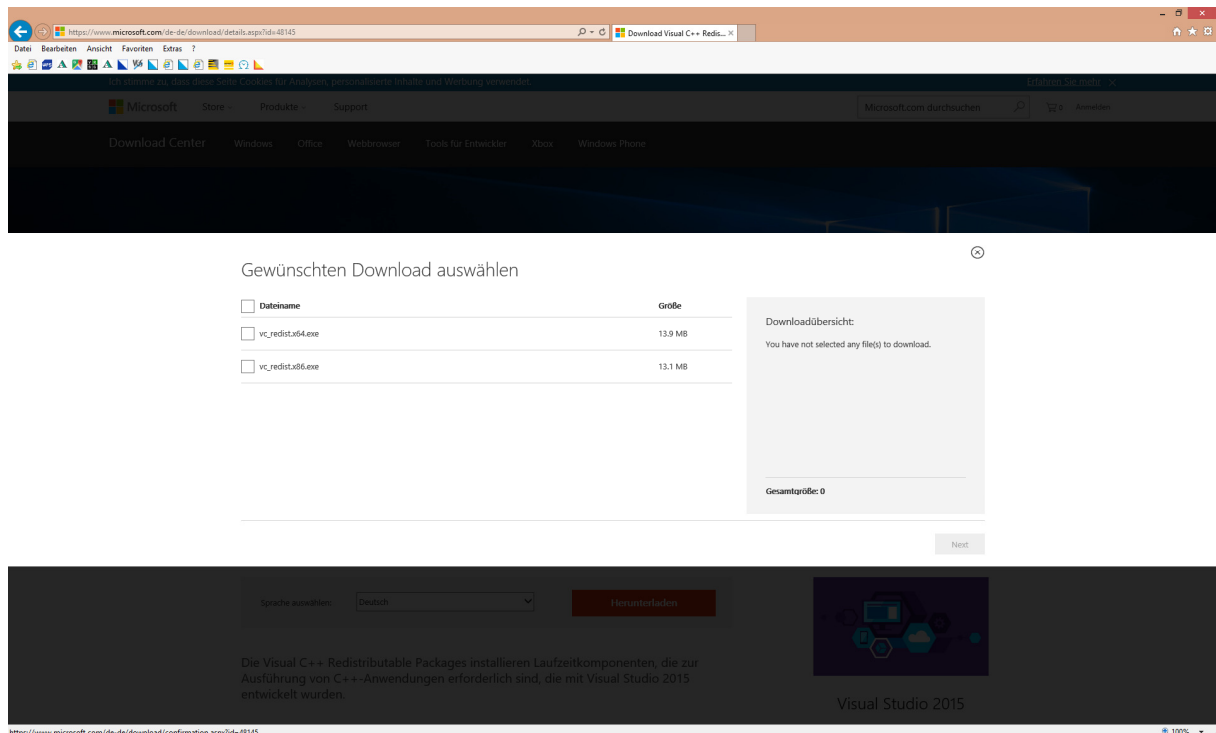 https://www.microsoft.com/de-de/download/details.aspx?id=48145
Download Visual C++ Redis...
Datei Bearbeiten Ansicht Favoriten Extras ?
Ich stimme zu, dass diese Seite Cookies für Analysen, personalisierte Inhalte und Werbung verwendet.
Erfahren Sie mehr
Microsoft Store Produkte Support
Microsoft.com durchsuchen
Anmelden
Download Center Windows Office Webbrowser Tools für Entwickler Xbox Windows Phone
Gewünschten Download auswählen
Dateiname Größe
vc_redist.x64.exe 13.9 MB
vc_redist.x86.exe 13.1 MB
Downloadübersicht:
You have not selected any file(s) to download.
Gesamtgröße: 0
Next
Sprache auswählen: Deutsch Herunterladen
Die Visual C++ Redistributable Packages installieren Laufzeitkomponenten, die zur
Ausführung von C++-Anwendungen erforderlich sind, die mit Visual Studio 2015
entwickelt wurden.
Visual Studio 2015
https://www.microsoft.com/de-de/download/confirmation.aspx?id=48145
100%